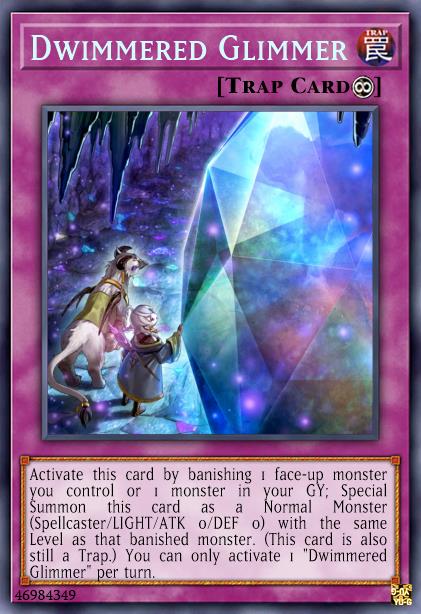 Dwimmered Glimmer
TRAP
罠
[Trap Card]
Activate this card by banishing 1 face-up monster
you control or 1 monster in your GY; Special
Summon this card as a Normal Monster
(Spellcaster/LIGHT/ATK 0/DEF 0) with the same
Level as that banished monster. (This card is also
still a Trap.) You can only activate 1 "Dwimmered
Glimmer" per turn.
46984349